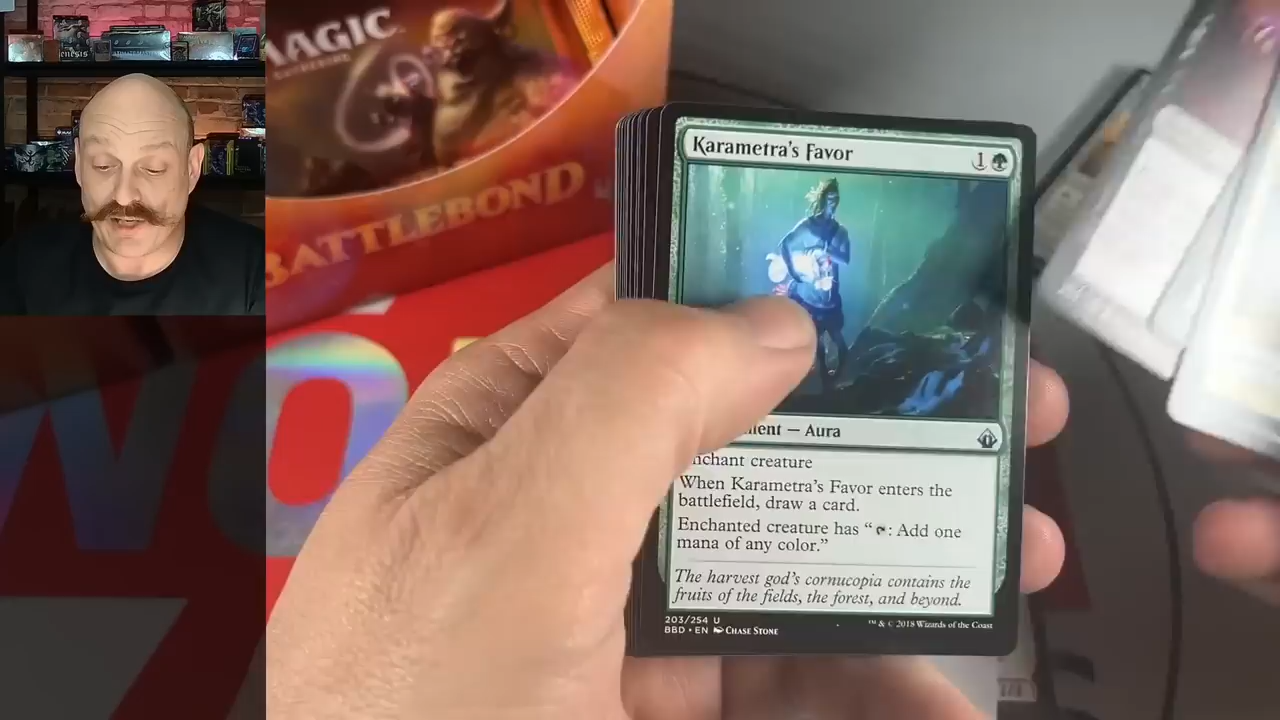 MAGIC
BATTLEBOND
Karametra's Favor
1
ment — Aura
nchant creature
When Karametra's Favor enters the
battlefield, draw a card.
Enchanted creature has “ : Add one
mana of any color.”
The harvest god's cornucopia contains the
fruits of the fields, the forest, and beyond.
203/254 U
BBD • EN Chase Stone
™ & © 2018 Wizards of the Coast